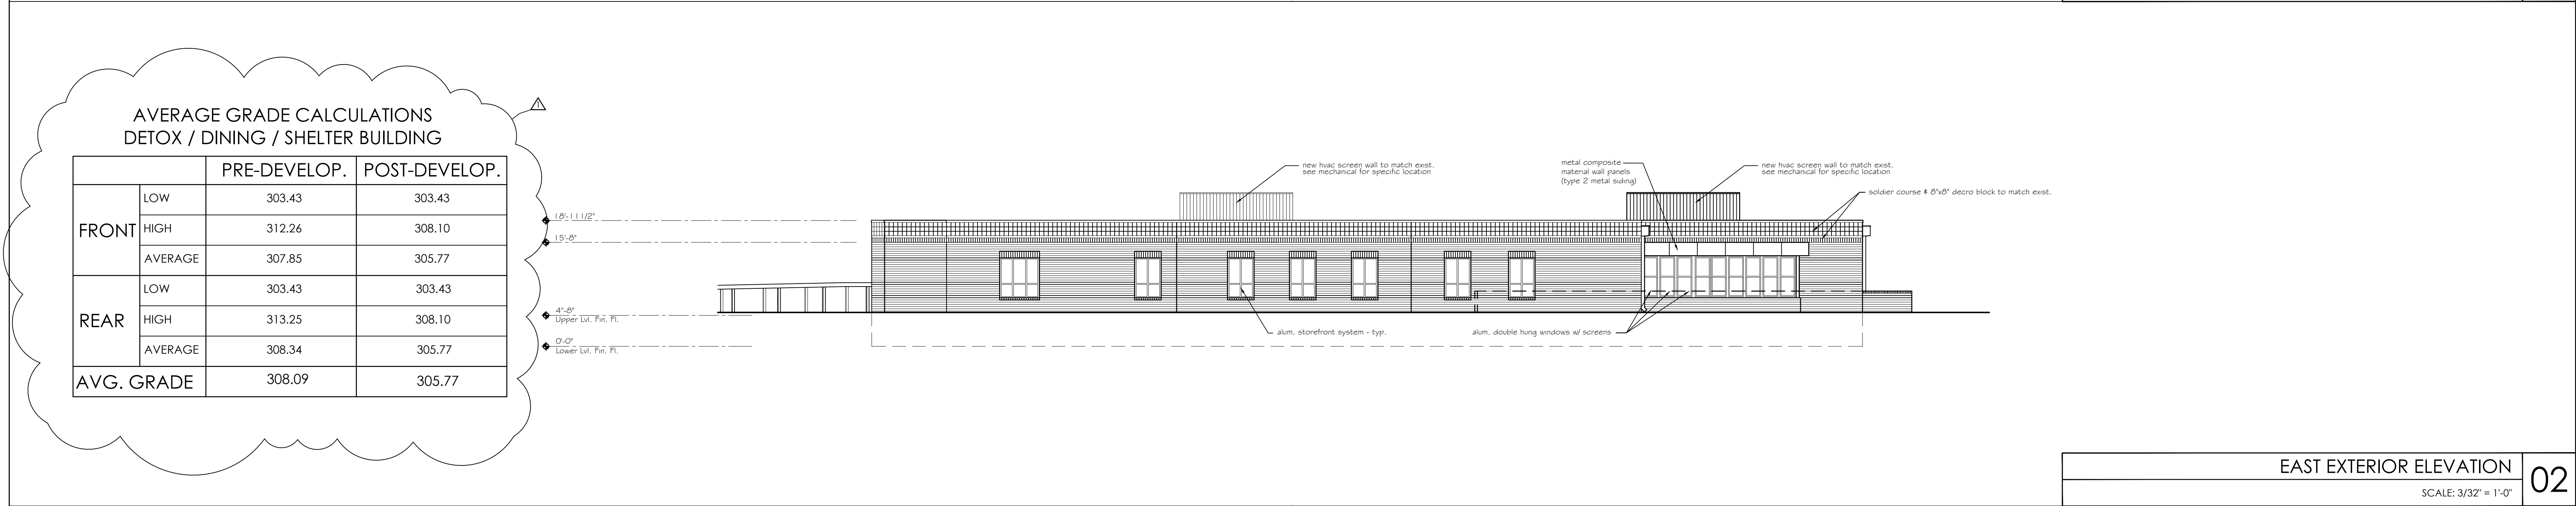 AVERAGE GRADE CALCULATIONS
DETOX / DINING / SHELTER BUILDING
PRE-DEVELOP. POST-DEVELOP.
FRONT
LOW 303.43 303.43
HIGH 312.26 308.10
AVERAGE 307.85 305.77
REAR
LOW 303.43 303.43
HIGH 313.25 308.10
AVERAGE 308.34 305.77
AVG. GRADE 308.09 305.77
1
18'-11 1/2"
15'-8"
4"-8"
Upper Lvl. Fin. Fl.
0'-0"
Lower Lvl. Fin. Fl.
new hvac screen wall to match exist.
see mechanical for specific location
metal composite
material wall panels
(type 2 metal siding)
new hvac screen wall to match exist.
see mechanical for specific location
soldier course & 8"x8" decro block to match exist.
alum. storefront system - typ.
alum. double hung windows w/ screens
EAST EXTERIOR ELEVATION
SCALE: 3/32" = 1'-0"
02